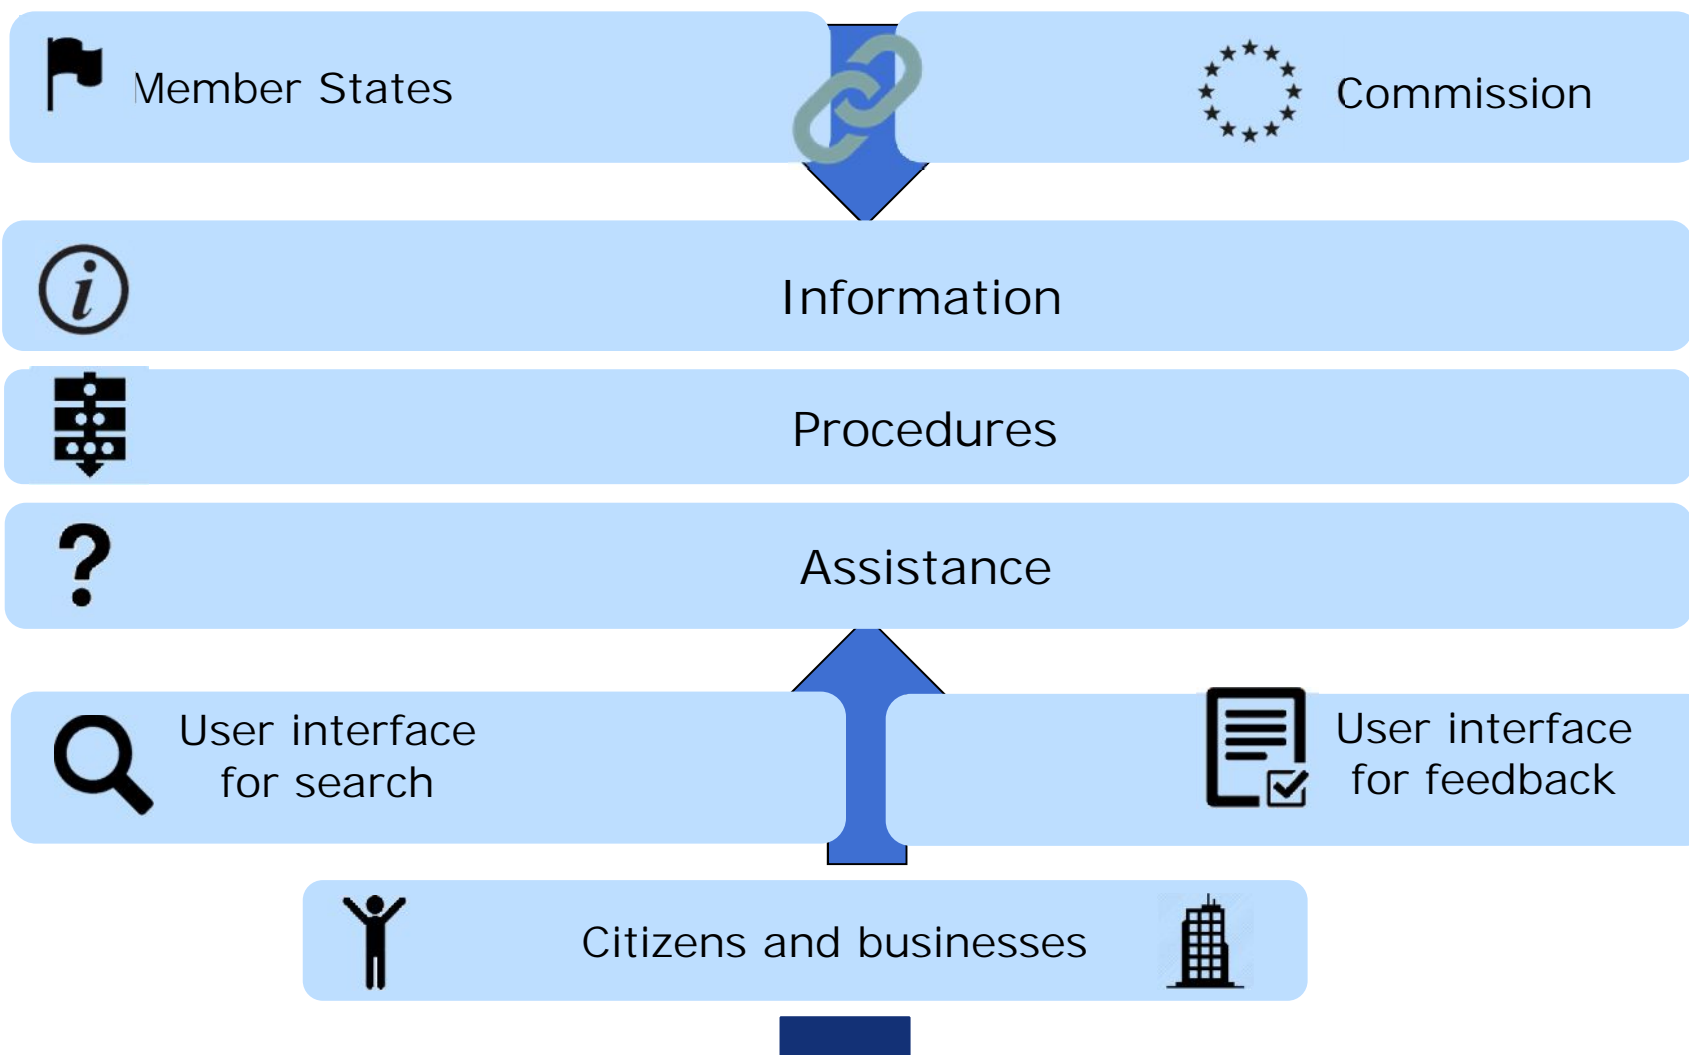 Member States
Commission
Information
Procedures
Assistance
User interface
for search
User interface
for feedback
Citizens and businesses